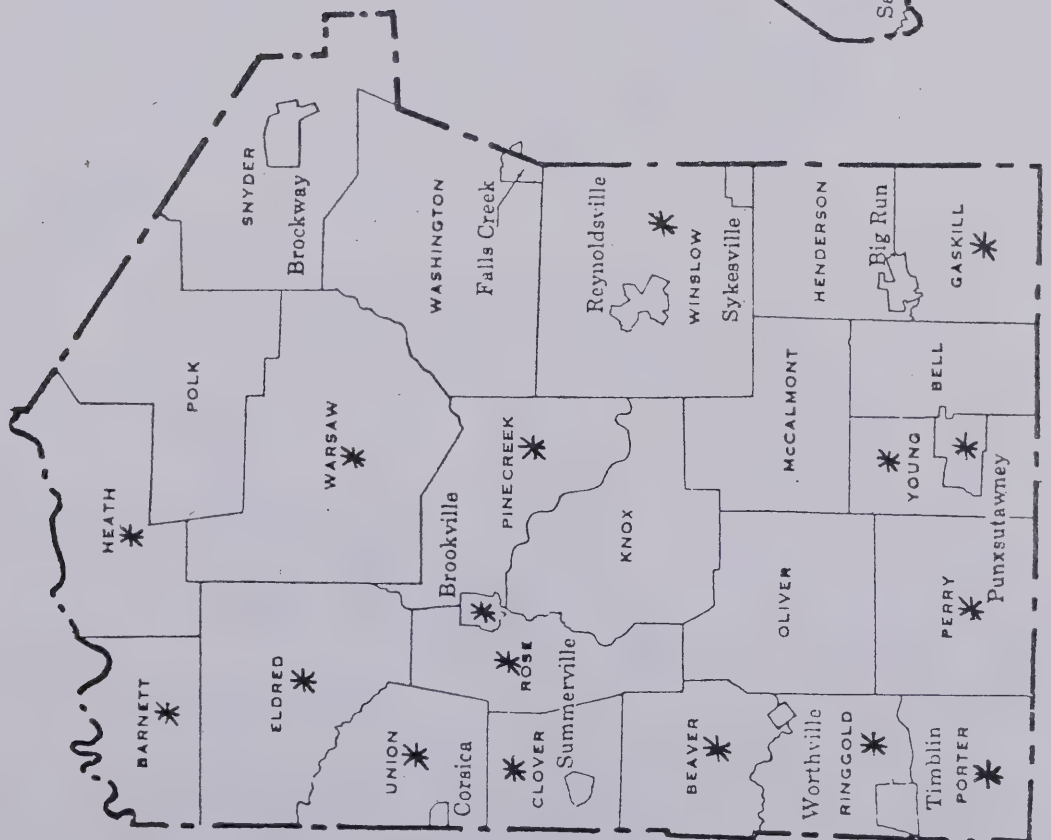 SNYDER
Brockway
WASHINGTON
Falls Creek
Reynoldsville
WINSLOW
Sykesville
HENDERSON
Big Run
GASKILL
POLK
HEATH
WARSAW
PINECREEK
Brookville
KNOX
McCALMONT
BELL
YOUNG
Punxsutawney
OLIVER
PERRY
BARNETT
ELDRED
ROSE
Summerville
UNION
Corsica
CLOVER
BEAVER
Worthville
RINGGOLD
Timblin
PORTER